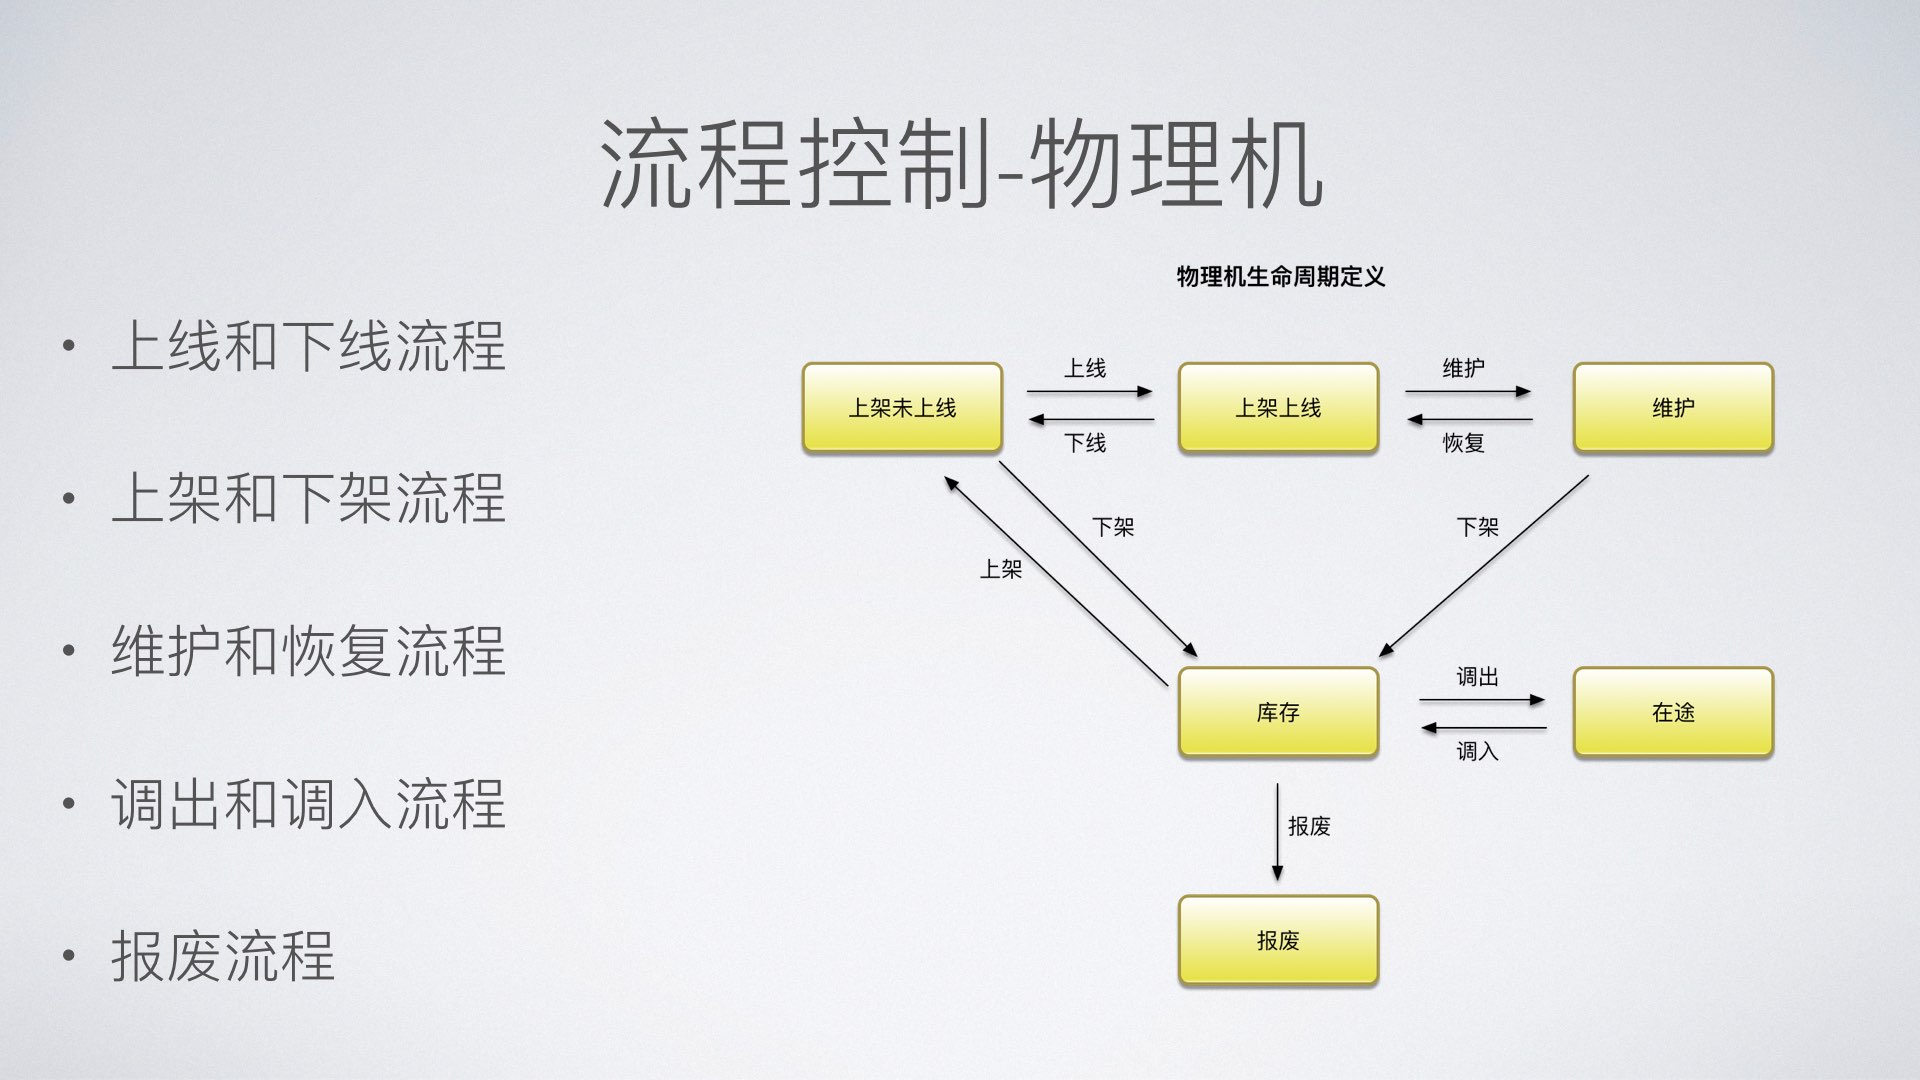 流程控制-物理机
• 上线和下线流程
• 上架和下架流程
• 维护和恢复流程
• 调出和调入流程
• 报废流程
物理机生命周期定义
上架未上线
上线
下线
上架上线
维护
恢复
维护
上架
下架
下架
库存
调出
调入
在途
报废
报废